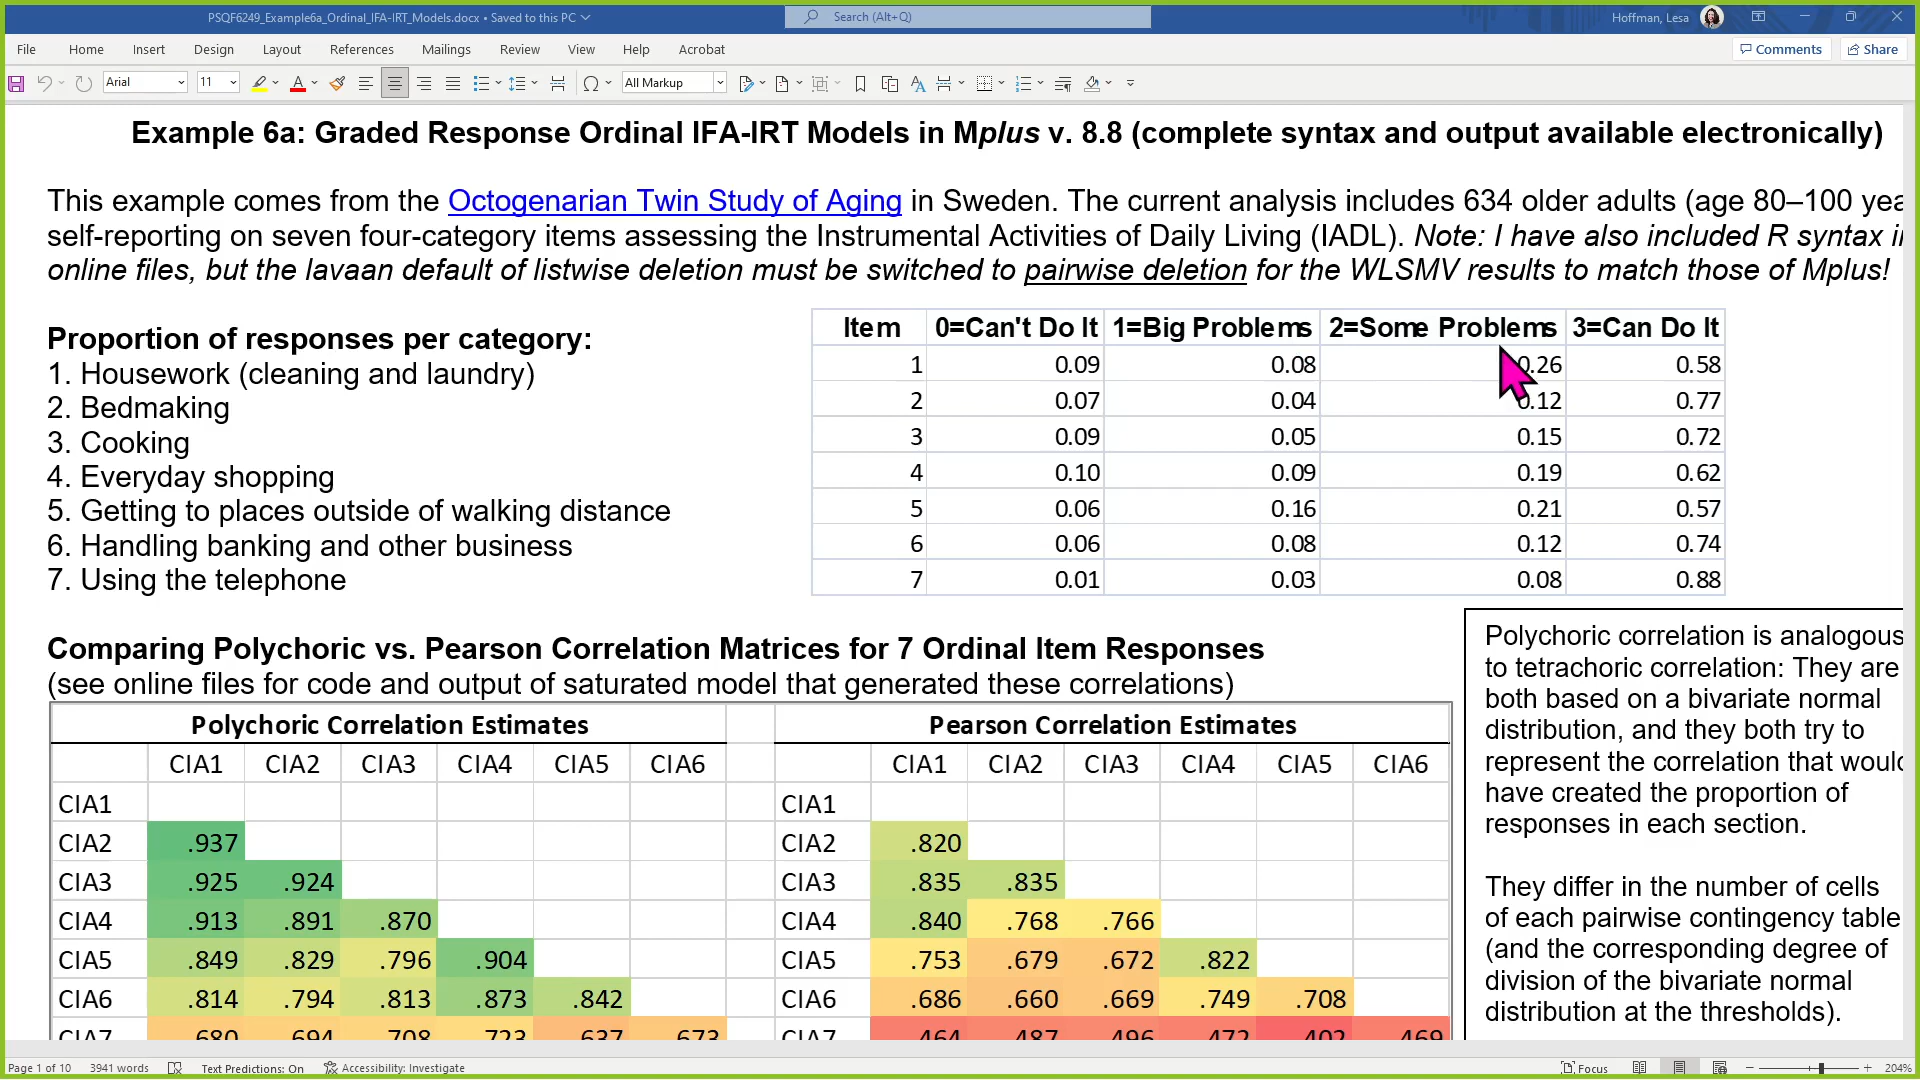 PSQF6249_Example6a_Ordinal_IFA-IRT_Models.docx • Saved to this PC
Search (Alt+Q)
Hoffman, Lesa
File Home Insert Design Layout References Mailings Review View Help Acrobat
Comments Share
Arial 11 All Markup
Example 6a: Graded Response Ordinal IFA-IRT Models in Mplus v. 8.8 (complete syntax and output available electronically)
This example comes from the Octogenarian Twin Study of Aging in Sweden. The current analysis includes 634 older adults (age 80–100
self-reporting on seven four-category items assessing the Instrumental Activities of Daily Living (IADL). Note: I have also included R syntax
online files, but the lavaan default of listwise deletion must be switched to pairwise deletion for the WLSMV results to match those of Mplus!
Proportion of responses per category:
1. Housework (cleaning and laundry)
2. Bedmaking
3. Cooking
4. Everyday shopping
5. Getting to places outside of walking distance
6. Handling banking and other business
7. Using the telephone
Item 0=Can't Do It 1=Big Problems 2=Some Problems 3=Can Do It
1 0.09 0.08 0.26 0.58
2 0.07 0.04 0.12 0.77
3 0.09 0.05 0.15 0.72
4 0.10 0.09 0.19 0.62
5 0.06 0.16 0.21 0.57
6 0.06 0.08 0.12 0.74
7 0.01 0.03 0.08 0.88
Comparing Polychoric vs. Pearson Correlation Matrices for 7 Ordinal Item Responses
(see online files for code and output of saturated model that generated these correlations)
Polychoric Correlation Estimates
CIA1 CIA2 CIA3 CIA4 CIA5 CIA6
CIA1
CIA2 .937
CIA3 .925 .924
CIA4 .913 .891 .870
CIA5 .849 .829 .796 .904
CIA6 .814 .794 .813 .873 .842
CIA7 .680 .694 .708 .723 .637 .673
Pearson Correlation Estimates
CIA1 CIA2 CIA3 CIA4 CIA5 CIA6
CIA1
CIA2 .820
CIA3 .835 .835
CIA4 .840 .768 .766
CIA5 .753 .679 .672 .822
CIA6 .686 .660 .669 .749 .708
CIA7 .464 .487 .496 .472 .402 .469
Polychoric correlation is analogous
to tetrachoric correlation: They are
both based on a bivariate normal
distribution, and they both try to
represent the correlation that would
have created the proportion of
responses in each section.
They differ in the number of cells
of each pairwise contingency table
(and the corresponding degree of
division of the bivariate normal
distribution at the thresholds).
Page 1 of 10 3941 words Text Predictions: On Accessibility: Investigate Focus 204%